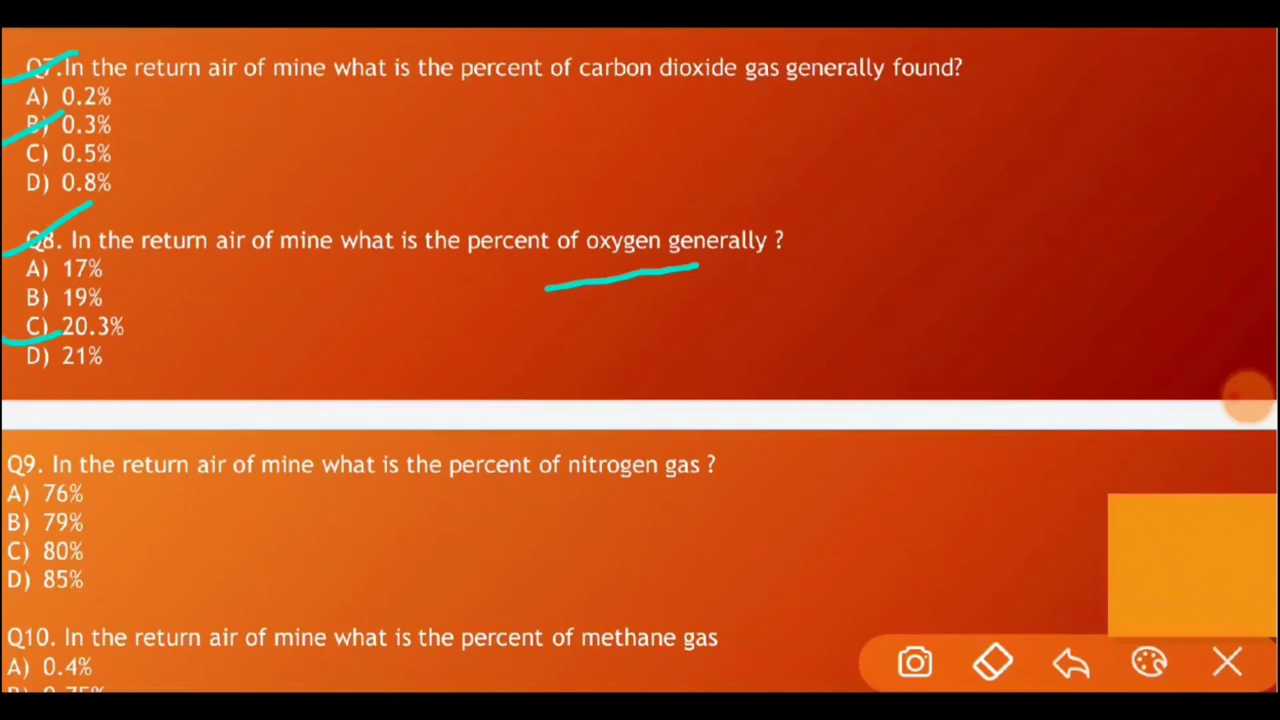 Q7.In the return air of mine what is the percent of carbon dioxide gas generally found?
A) 0.2%
B) 0.3%
C) 0.5%
D) 0.8%
Q8. In the return air of mine what is the percent of oxygen generally ?
A) 17%
B) 19%
C) 20.3%
D) 21%
Q9. In the return air of mine what is the percent of nitrogen gas ?
A) 76%
B) 79%
C) 80%
D) 85%
Q10. In the return air of mine what is the percent of methane gas
A) 0.4%
B) 0.75%